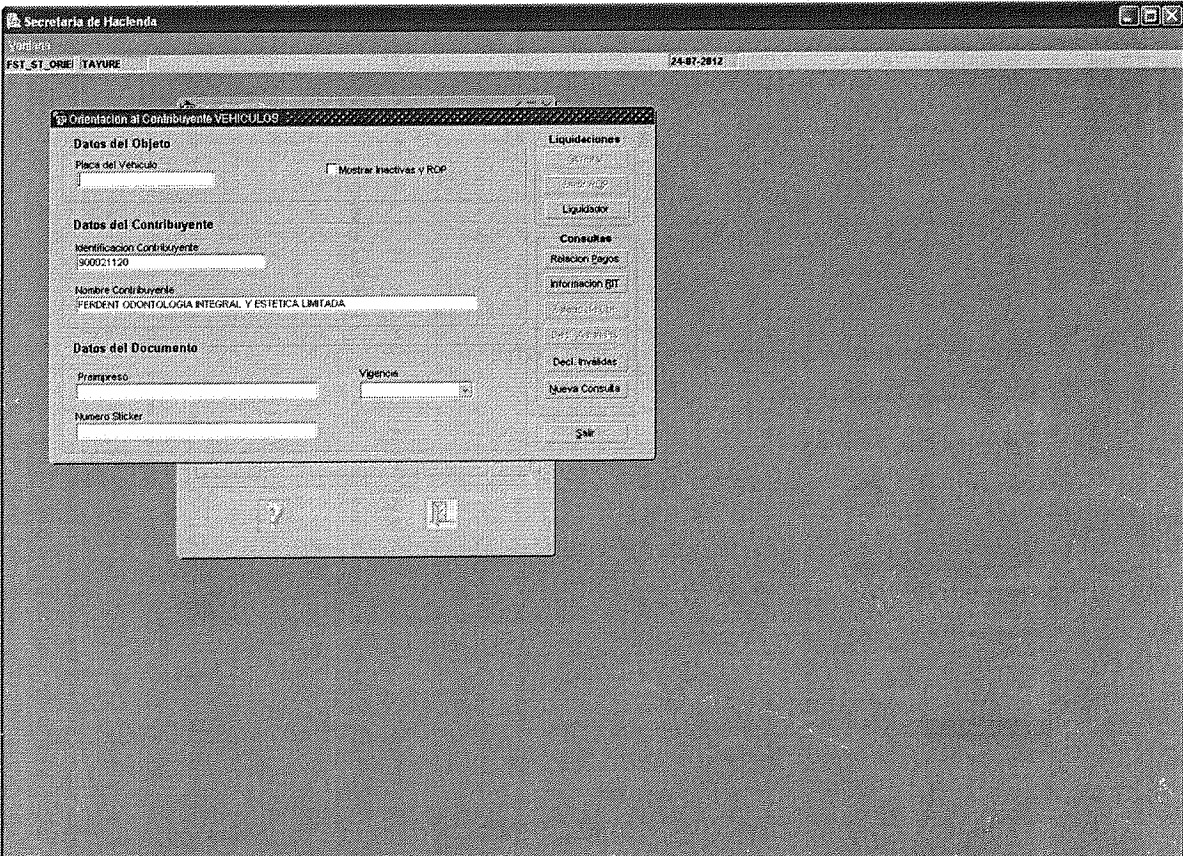 Secretaria de Hacienda
Ventana
FST_ST_ORIE TAYURE 24-07-2012
Orientacion al Contribuyente VEHICULOS
Datos del Objeto
Placa del Vehiculo
Mostrar Inactivas y ROP
Datos del Contribuyente
Identificacion Contribuyente
900021120
Nombre Contribuyente
PERDENT ODONTOLOGIA INTEGRAL Y ESTETICA LIMITADA
Datos del Documento
Preimpreso
Vigencia
Numero Sticker
Liquidaciones
Liquidador
Consultas
Relacion Pagos
Informacion RIT
Decl. Invalidas
Nueva Consulta
Salir
?